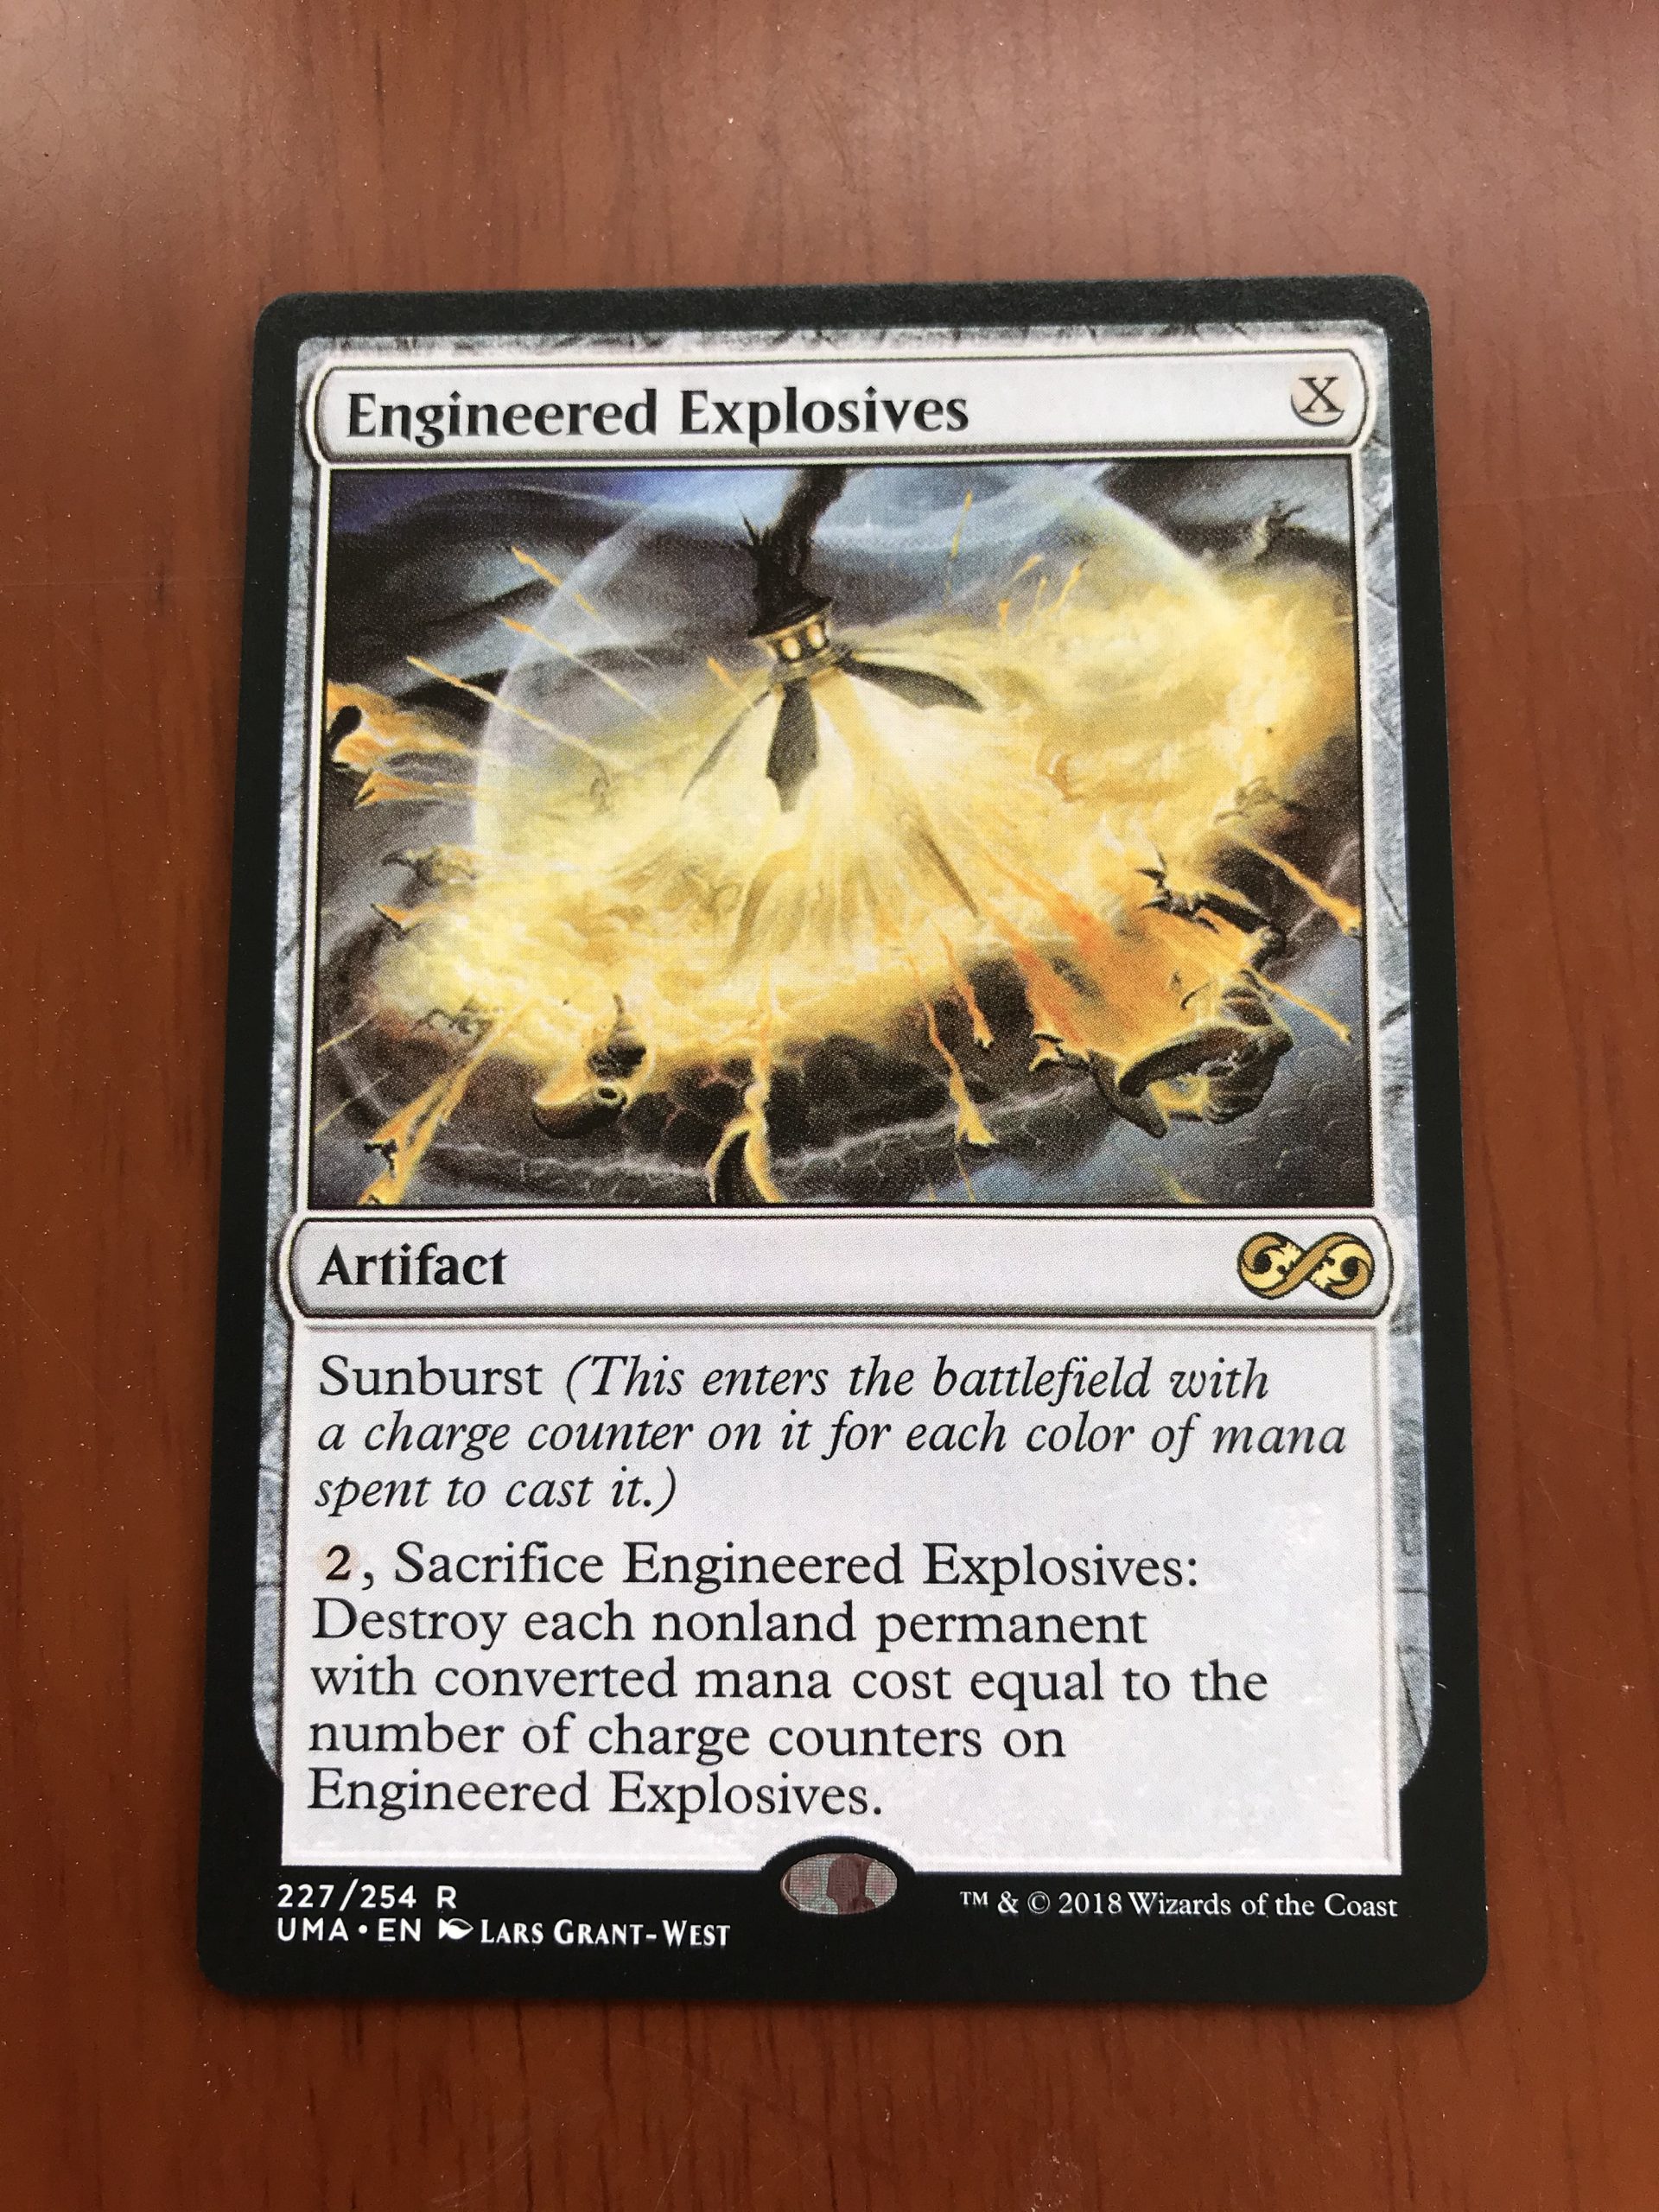 Engineered Explosives X
Artifact
Sunburst (This enters the battlefield with
a charge counter on it for each color of mana
spent to cast it.)
2, Sacrifice Engineered Explosives:
Destroy each nonland permanent
with converted mana cost equal to the
number of charge counters on
Engineered Explosives.
227/254 R
UMA • EN LARS GRANT-WEST
™ & © 2018 Wizards of the Coast